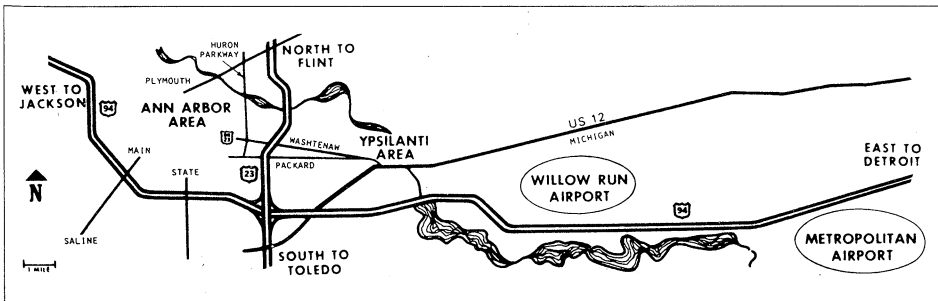 HURON
PARKWAY
NORTH TO
FLINT
PLYMOUTH
WEST TO
JACKSON
94
ANN ARBOR
AREA
US 12
MICHIGAN
WASHTENAW
YPSILANTI
AREA
EAST TO
DETROIT
MAIN
PACKARD
STATE
23
WILLOW RUN
AIRPORT
N
94
SALINE
METROPOLITAN
AIRPORT
SOUTH TO
TOLEDO
1 MILE